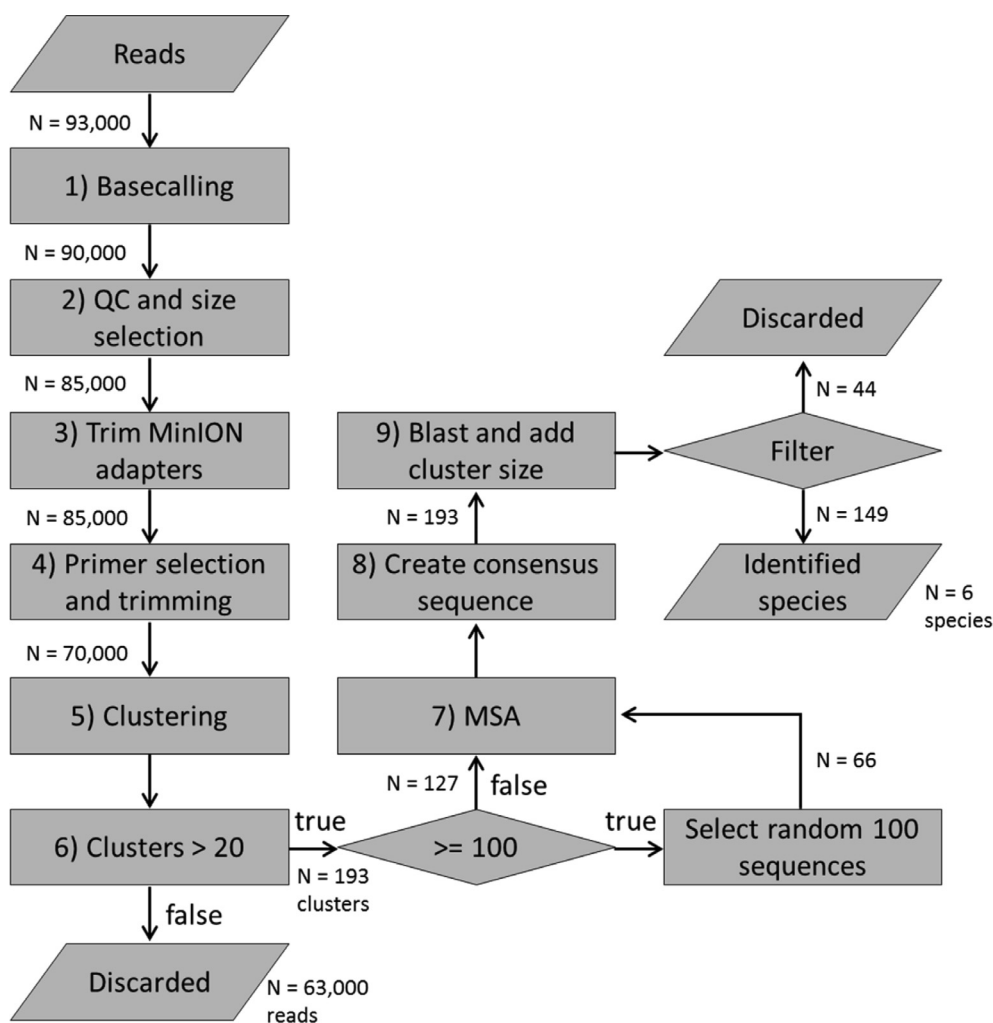 Reads
N = 93,000
1) Basecalling
N = 90,000
2) QC and size
selection
N = 85,000
3) Trim MinION
adapters
N = 85,000
4) Primer selection
and trimming
N = 70,000
5) Clustering
6) Clusters > 20
true
N = 193
clusters
false
Discarded
N = 63,000
reads
>= 100
true
Select random 100
sequences
N = 66
N = 127
false
7) MSA
8) Create consensus
sequence
N = 193
9) Blast and add
cluster size
Filter
N = 44
Discarded
N = 149
Identified
species
N = 6
species